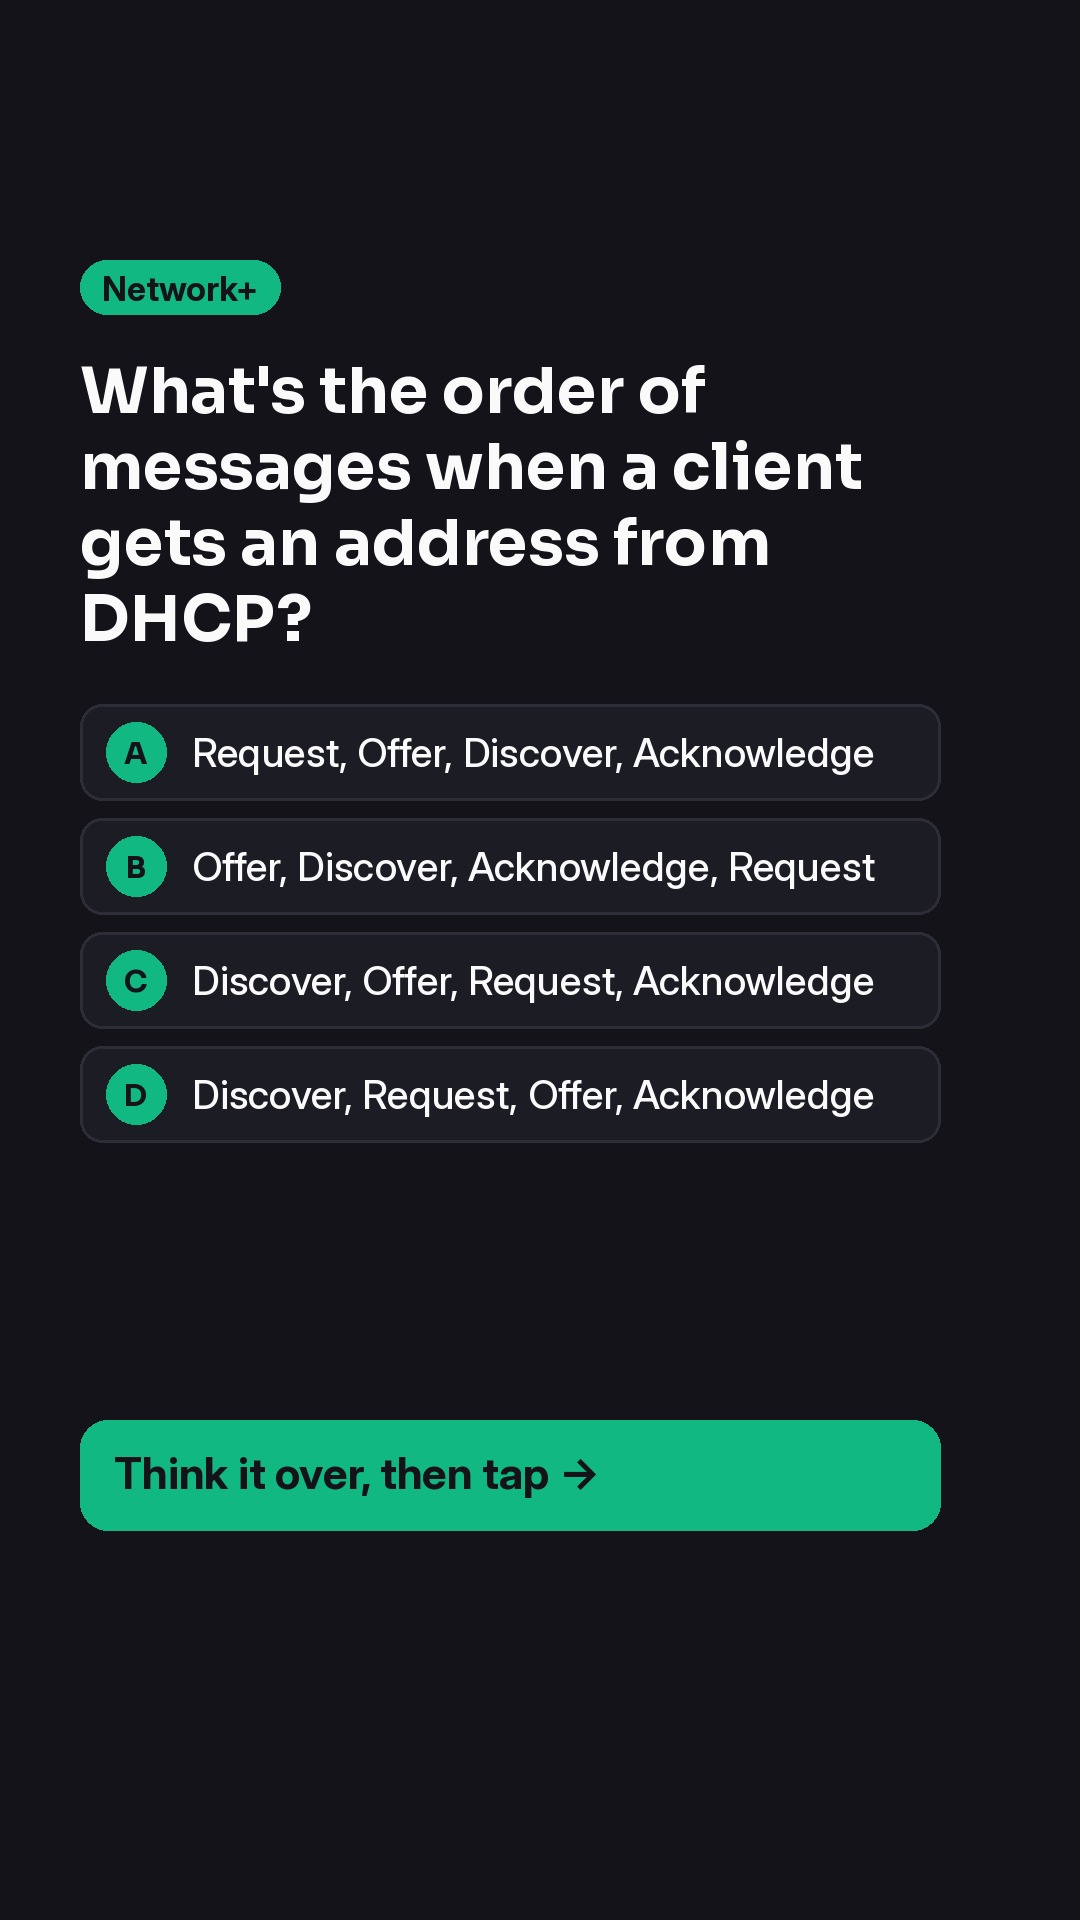 Network+
What's the order of
messages when a client
gets an address from
DHCP?
A Request, Offer, Discover, Acknowledge
B Offer, Discover, Acknowledge, Request
C Discover, Offer, Request, Acknowledge
D Discover, Request, Offer, Acknowledge
Think it over, then tap →